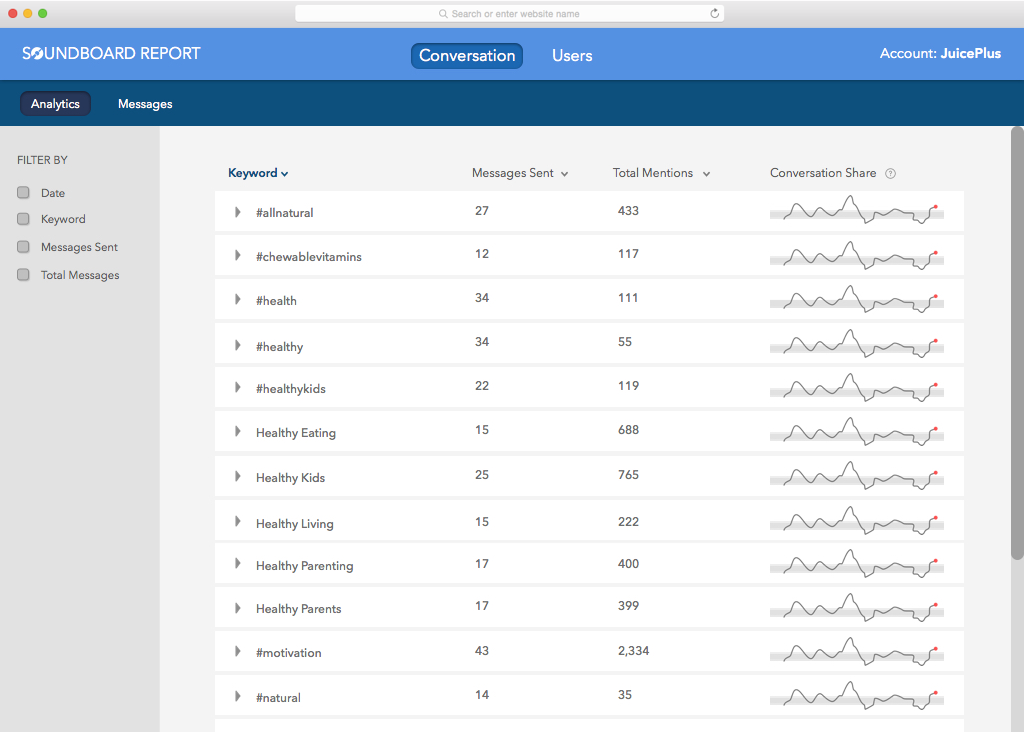 Search or enter website name
SOUNDBOARD REPORT
Conversation
Users
Account: JuicePlus
Analytics
Messages
FILTER BY
Date
Keyword
Messages Sent
Total Messages
Keyword Messages Sent Total Mentions Conversation Share ?
#allnatural 27 433
#chewablevitamins 12 117
#health 34 111
#healthy 34 55
#healthykids 22 119
Healthy Eating 15 688
Healthy Kids 25 765
Healthy Living 15 222
Healthy Parenting 17 400
Healthy Parents 17 399
#motivation 43 2,334
#natural 14 35